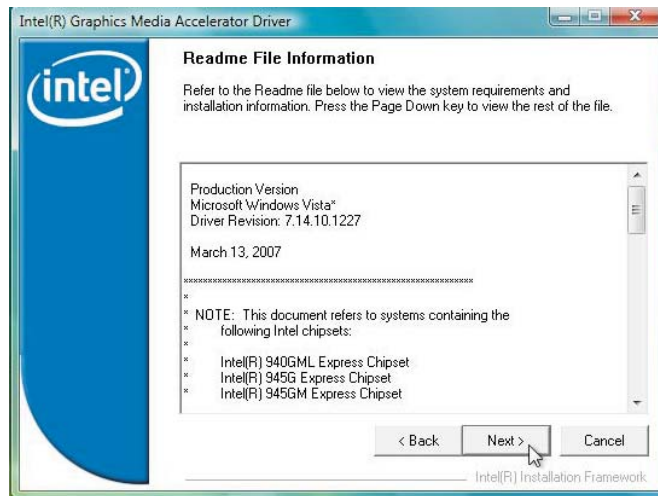 Intel(R) Graphics Media Accelerator Driver
intel
Readme File Information
Refer to the Readme file below to view the system requirements and
installation information. Press the Page Down key to view the rest of the file.
Production Version
Microsoft Windows Vista*
Driver Revision: 7.14.10.1227
March 13, 2007
********************************************************
*
* NOTE: This document refers to systems containing the
* following Intel chipsets:
*
* Intel(R) 940GML Express Chipset
* Intel(R) 945G Express Chipset
* Intel(R) 945GM Express Chipset
< Back Next > Cancel
Intel(R) Installation Framework